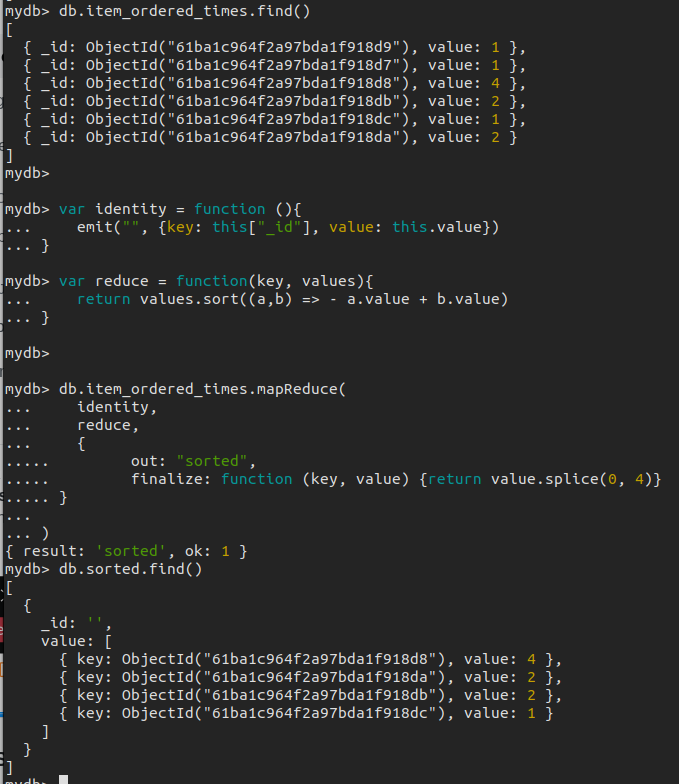 mydb> db.item_ordered_times.find()
[
  { _id: ObjectId("61ba1c964f2a97bda1f918d9"), value: 1 },
  { _id: ObjectId("61ba1c964f2a97bda1f918d7"), value: 1 },
  { _id: ObjectId("61ba1c964f2a97bda1f918d8"), value: 4 },
  { _id: ObjectId("61ba1c964f2a97bda1f918db"), value: 2 },
  { _id: ObjectId("61ba1c964f2a97bda1f918dc"), value: 1 },
  { _id: ObjectId("61ba1c964f2a97bda1f918da"), value: 2 }
]
mydb>
mydb> var identity = function (){
...     emit("", {key: this["_id"], value: this.value})
... }
mydb> var reduce = function(key, values){
...     return values.sort((a,b) => - a.value + b.value)
... }
mydb>
mydb> db.item_ordered_times.mapReduce(
...     identity,
...     reduce,
...     {
.....         out: "sorted",
.....         finalize: function (key, value) {return value.splice(0, 4)}
..... }
...
... )
{ result: 'sorted', ok: 1 }
mydb> db.sorted.find()
[
  {
    _id: '',
    value: [
      { key: ObjectId("61ba1c964f2a97bda1f918d8"), value: 4 },
      { key: ObjectId("61ba1c964f2a97bda1f918da"), value: 2 },
      { key: ObjectId("61ba1c964f2a97bda1f918db"), value: 2 },
      { key: ObjectId("61ba1c964f2a97bda1f918dc"), value: 1 }
    ]
  }
]
mydb>